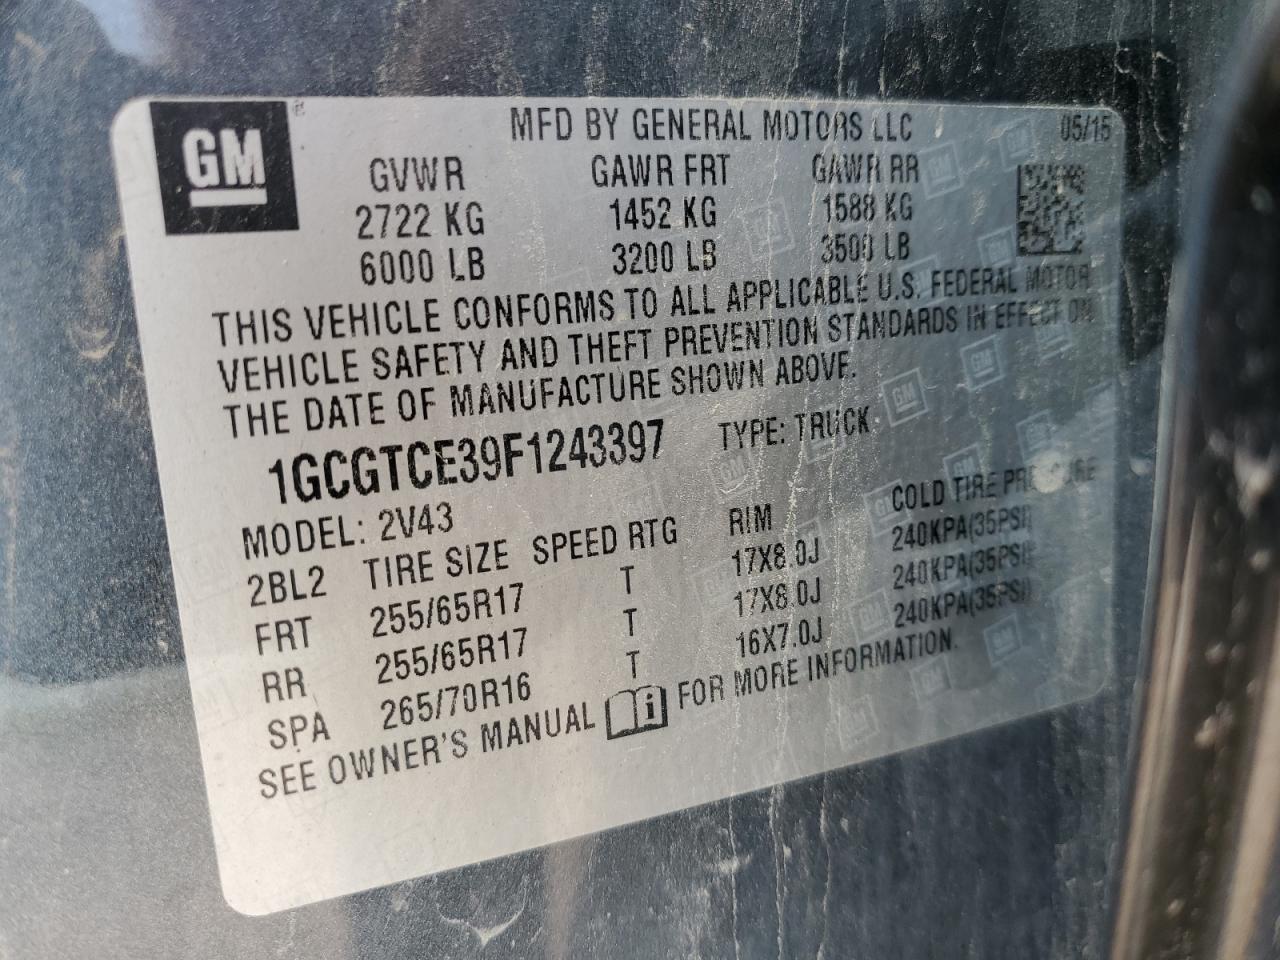 GM
MFD BY GENERAL MOTORS LLC 05/15
GVWR GAWR FRT GAWR RR
2722 KG 1452 KG 1588 KG
6000 LB 3200 LB 3500 LB
THIS VEHICLE CONFORMS TO ALL APPLICABLE U.S. FEDERAL MOTOR
VEHICLE SAFETY AND THEFT PREVENTION STANDARDS IN EFFECT ON
THE DATE OF MANUFACTURE SHOWN ABOVE.
1GCGTCE39F1243397 TYPE: TRUCK
MODEL: 2V43
2BL2 TIRE SIZE SPEED RTG RIM COLD TIRE PRESSURE
FRT 255/65R17 T 17X8.0J 240KPA(35PSI)
RR 255/65R17 T 17X8.0J 240KPA(35PSI)
SPA 265/70R16 T 16X7.0J 240KPA(35PSI)
SEE OWNER'S MANUAL i FOR MORE INFORMATION.